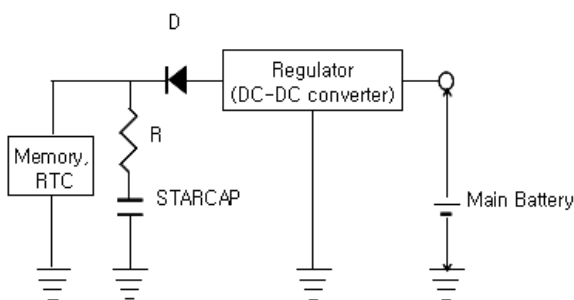 D
Regulator
(DC-DC converter)
R
Memory,
RTC
STARCAP
Main Battery